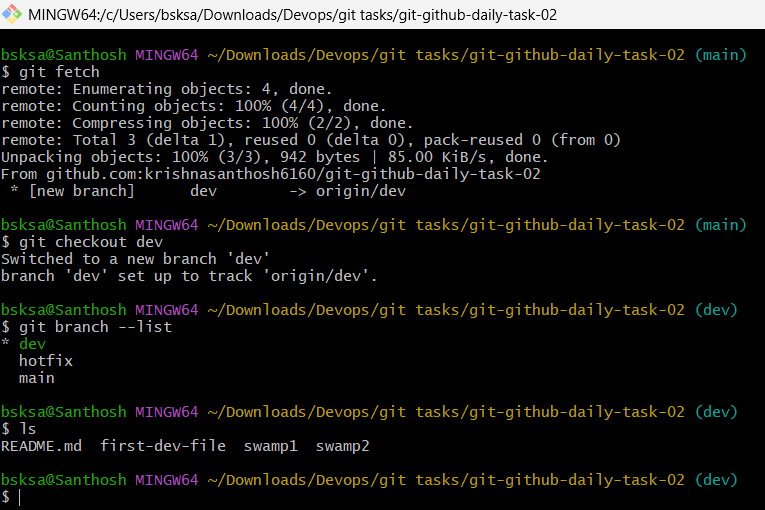 MINGW64:/c/Users/bsksa/Downloads/Devops/git tasks/git-github-daily-task-02
bsksa@Santhosh MINGW64 ~/Downloads/Devops/git tasks/git-github-daily-task-02 (main)
$ git fetch
remote: Enumerating objects: 4, done.
remote: Counting objects: 100% (4/4), done.
remote: Compressing objects: 100% (2/2), done.
remote: Total 3 (delta 1), reused 0 (delta 0), pack-reused 0 (from 0)
Unpacking objects: 100% (3/3), 942 bytes | 85.00 KiB/s, done.
From github.com:krishnasanthosh6160/git-github-daily-task-02
 * [new branch]      dev        -> origin/dev
bsksa@Santhosh MINGW64 ~/Downloads/Devops/git tasks/git-github-daily-task-02 (main)
$ git checkout dev
Switched to a new branch 'dev'
branch 'dev' set up to track 'origin/dev'.
bsksa@Santhosh MINGW64 ~/Downloads/Devops/git tasks/git-github-daily-task-02 (dev)
$ git branch --list
* dev
  hotfix
  main
bsksa@Santhosh MINGW64 ~/Downloads/Devops/git tasks/git-github-daily-task-02 (dev)
$ ls
README.md  first-dev-file  swamp1  swamp2
bsksa@Santhosh MINGW64 ~/Downloads/Devops/git tasks/git-github-daily-task-02 (dev)
$